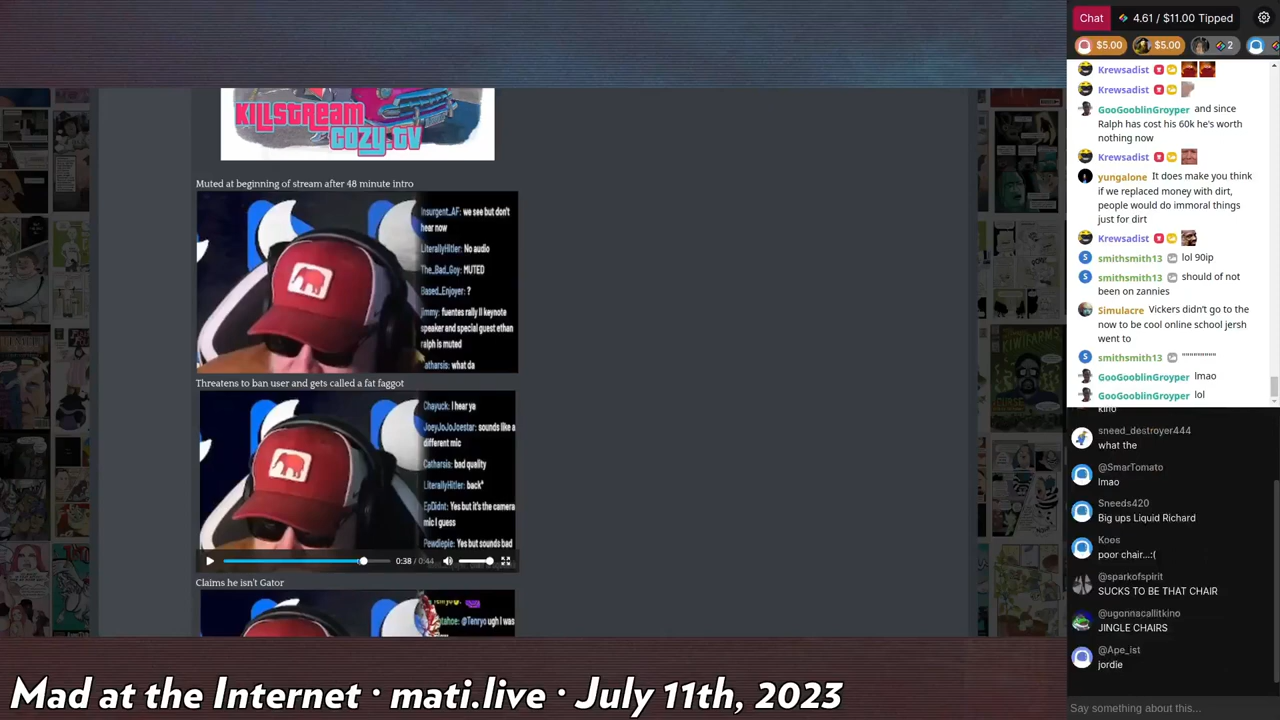 KILLSTREAM
COZY.TV
Muted at beginning of stream after 48 minute intro
Insurgent_AF: we see but don't
hear now
LiterallyHitler: No audio
The_Bad_Goy: MUTED
Based_Enjoyer: ?
jimmy: fuentes rally II keynote
speaker and special guest ethan
ralph is muted
Catharsis: what da
Threatens to ban user and gets called a fat faggot
Chayuck: I hear ya
JoeyJoJoJoestar: sounds like a
different mic
Catharsis: bad quality
LiterallyHitler: back*
EpDidnt: Yes but it's the camera
mic I guess
Pewdiepie: Yes but sounds bad
0:38 / 0:44
Claims he isn't Gator
@Tenryo ugh I was
Mad at the Internet · mati.live · July 11th, 2023
Chat
4.61 / $11.00 Tipped
$5.00
$5.00
2
Krewsadist
Krewsadist
GooGooblinGroyper and since
Ralph has cost his 60k he's worth
nothing now
Krewsadist
yungalone It does make you think
if we replaced money with dirt,
people would do immoral things
just for dirt
Krewsadist
S smithsmith13 lol 90ip
S smithsmith13 should of not
been on zannies
Simulacre Vickers didn't go to the
now to be cool online school jersh
went to
S smithsmith13 """""""""
GooGooblinGroyper lmao
GooGooblinGroyper lol
kino
sneed_destroyer444
what the
@SmarTomato
lmao
Sneeds420
Big ups Liquid Richard
Koos
poor chair...:(
@sparkofspirit
SUCKS TO BE THAT CHAIR
@ugonnacallitkino
JINGLE CHAIRS
@Ape_ist
jordie
Say something about this...